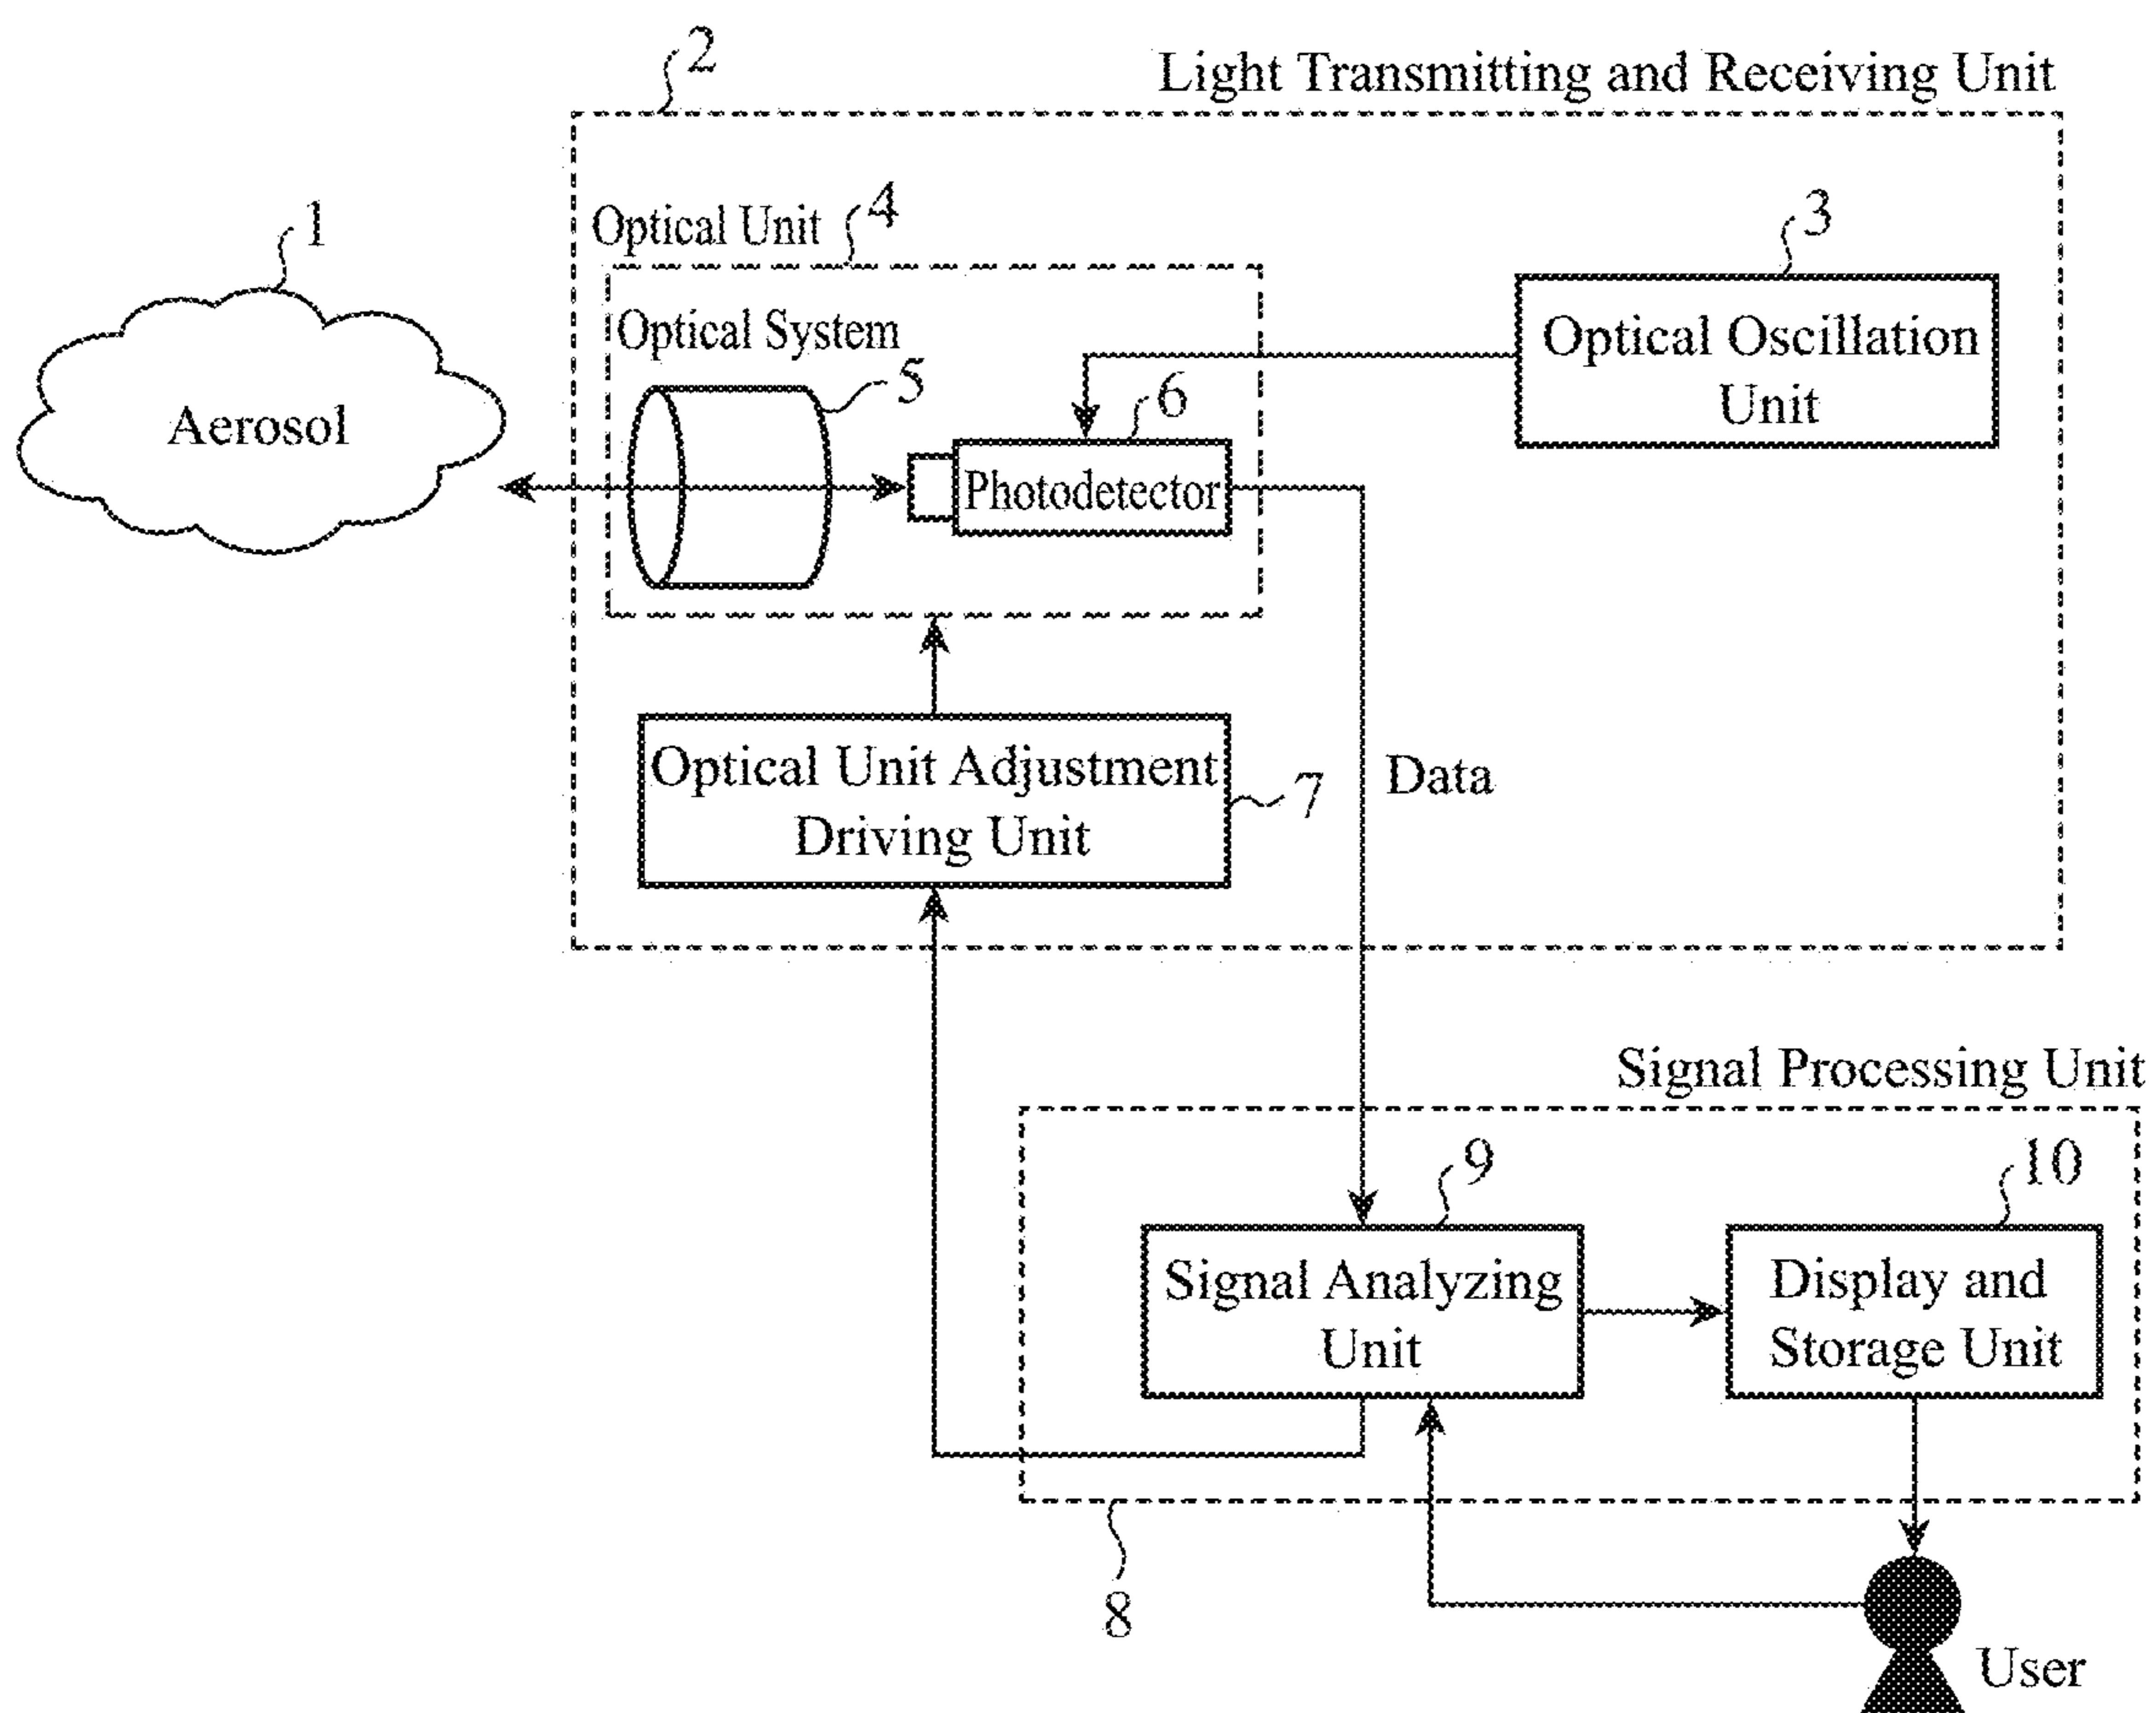 2
Light Transmitting and Receiving Unit
1
Optical Unit
4
3
Optical System
5
Optical Oscillation
Unit
Aerosol
6
Photodetector
Optical Unit Adjustment
Driving Unit
7
Data
Signal Processing Unit
9
10
Signal Analyzing
Unit
Display and
Storage Unit
8
User